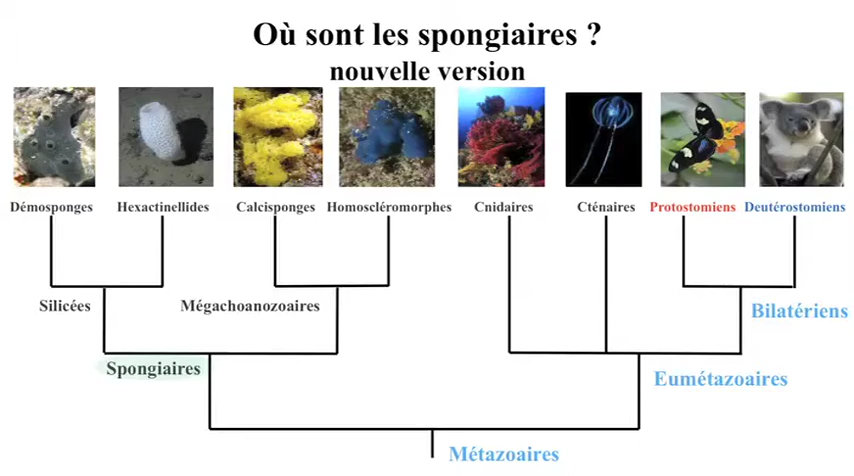 Où sont les spongiaires ?
nouvelle version
Démosponges Hexactinellides Calcisponges Homoscléromorphes Cnidaires Cténaires Protostomiens Deutérostomiens
Silicées Mégachoanozoaires
Bilatériens
Spongiaires
Eumétazoaires
Métazoaires